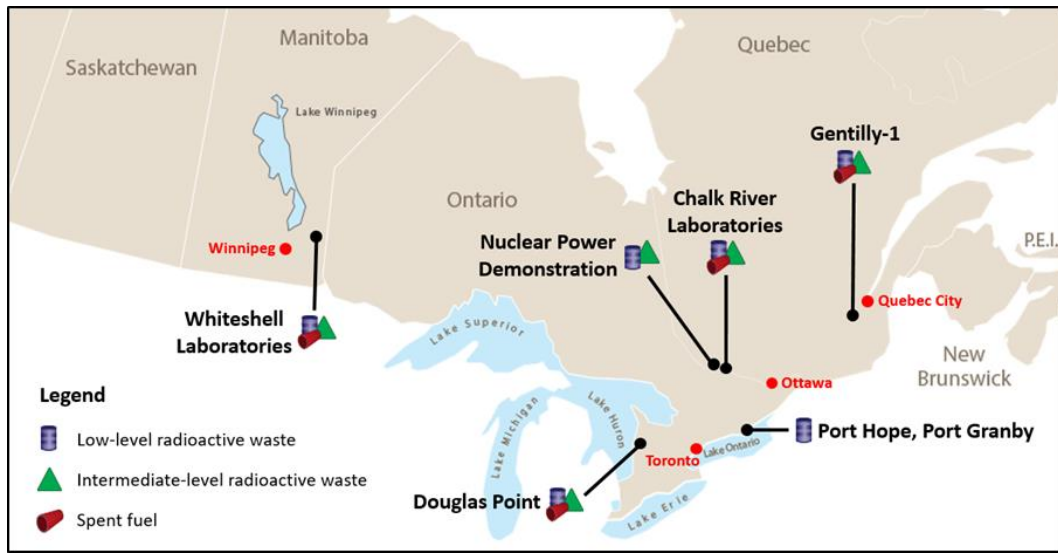 Manitoba
Quebec
Saskatchewan
Lake Winnipeg
Gentilly-1
Ontario
Chalk River
Laboratories
Nuclear Power
Demonstration
P.E.I.
Winnipeg
Quebec City
Whiteshell
Laboratories
Lake Superior
New
Brunswick
Ottawa
Legend
Lake Michigan
Lake Huron
Low-level radioactive waste
Port Hope, Port Granby
Toronto
Lake Ontario
Intermediate-level radioactive waste
Douglas Point
Lake Erie
Spent fuel